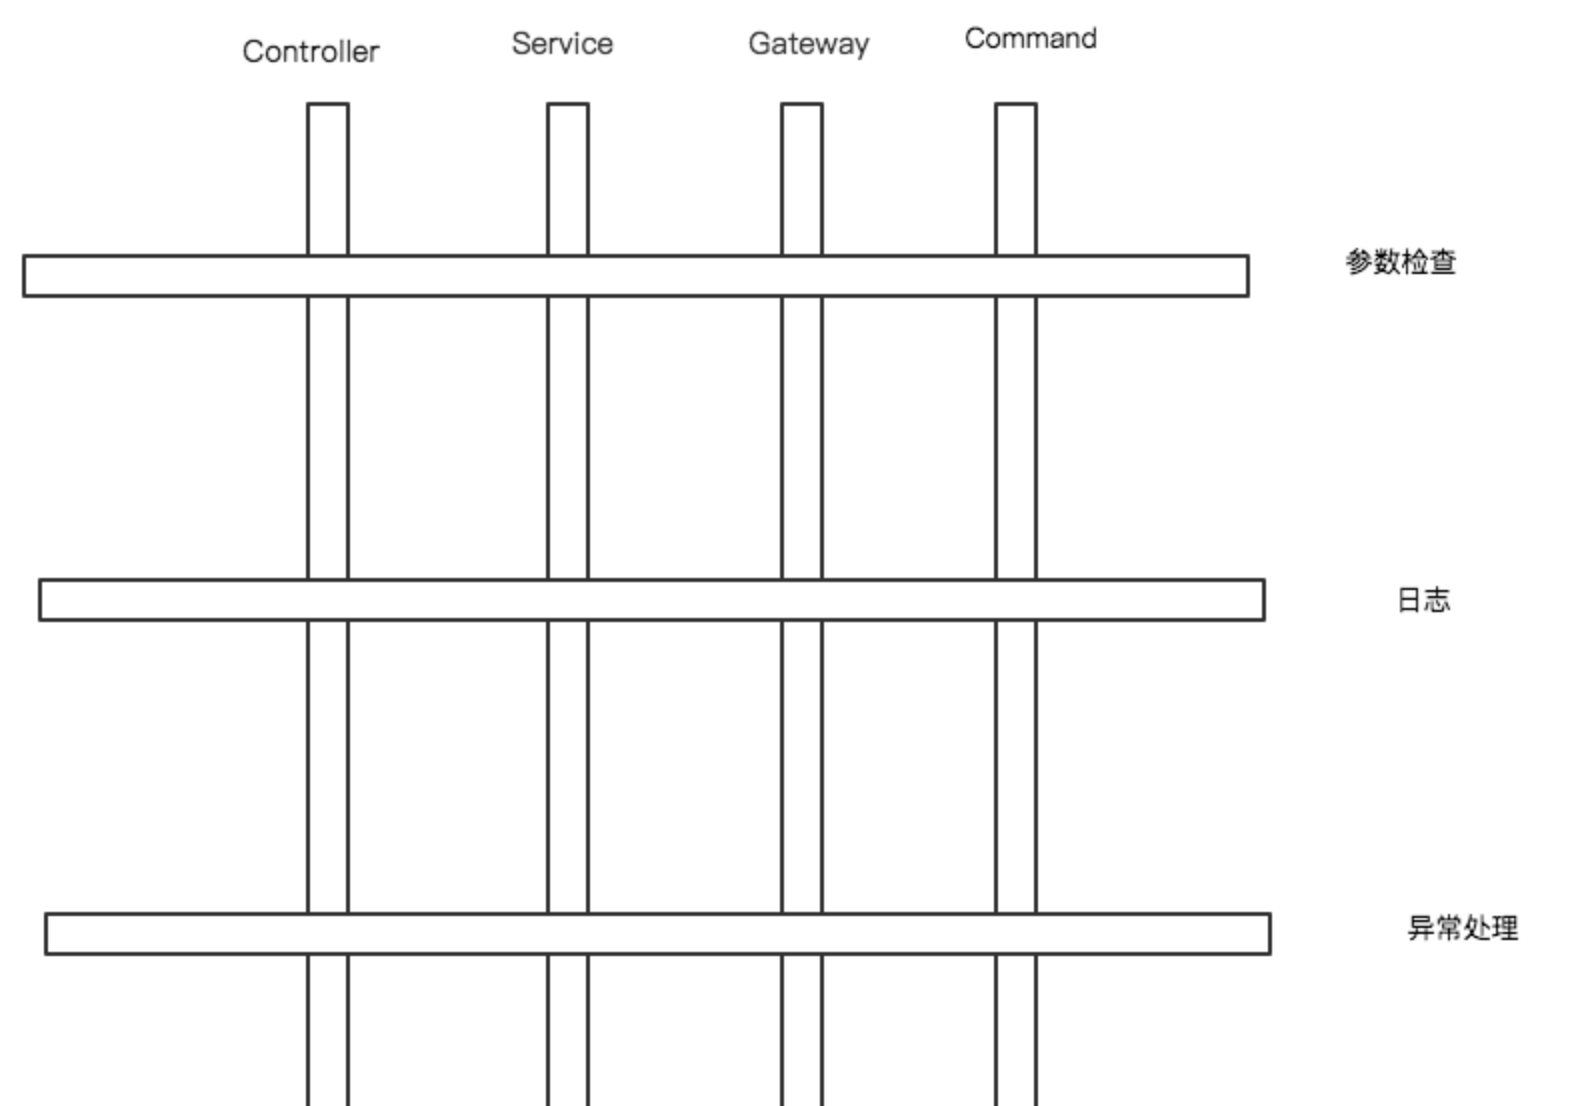 Controller
Service
Gateway
Command
参数检查
日志
异常处理